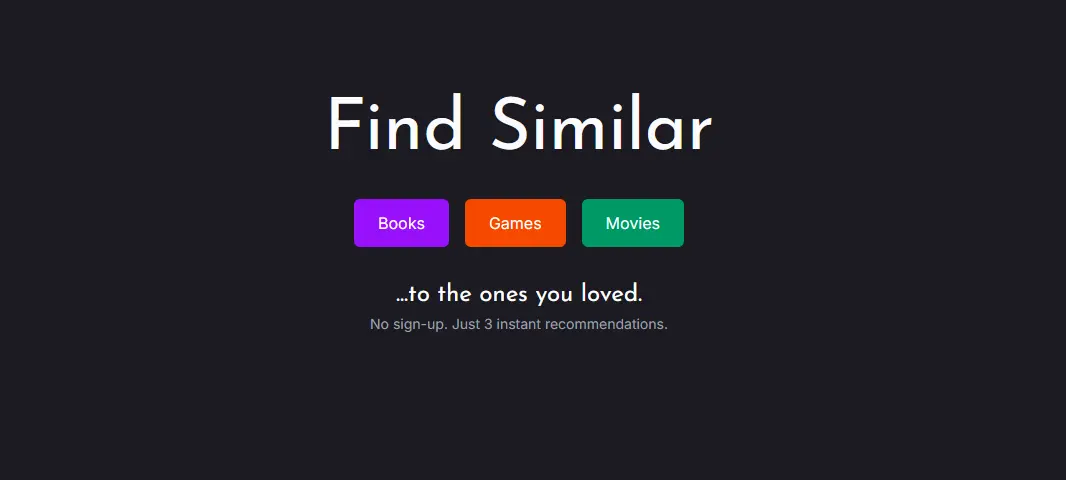 Find Similar
Books Games Movies
...to the ones you loved.
No sign-up. Just 3 instant recommendations.